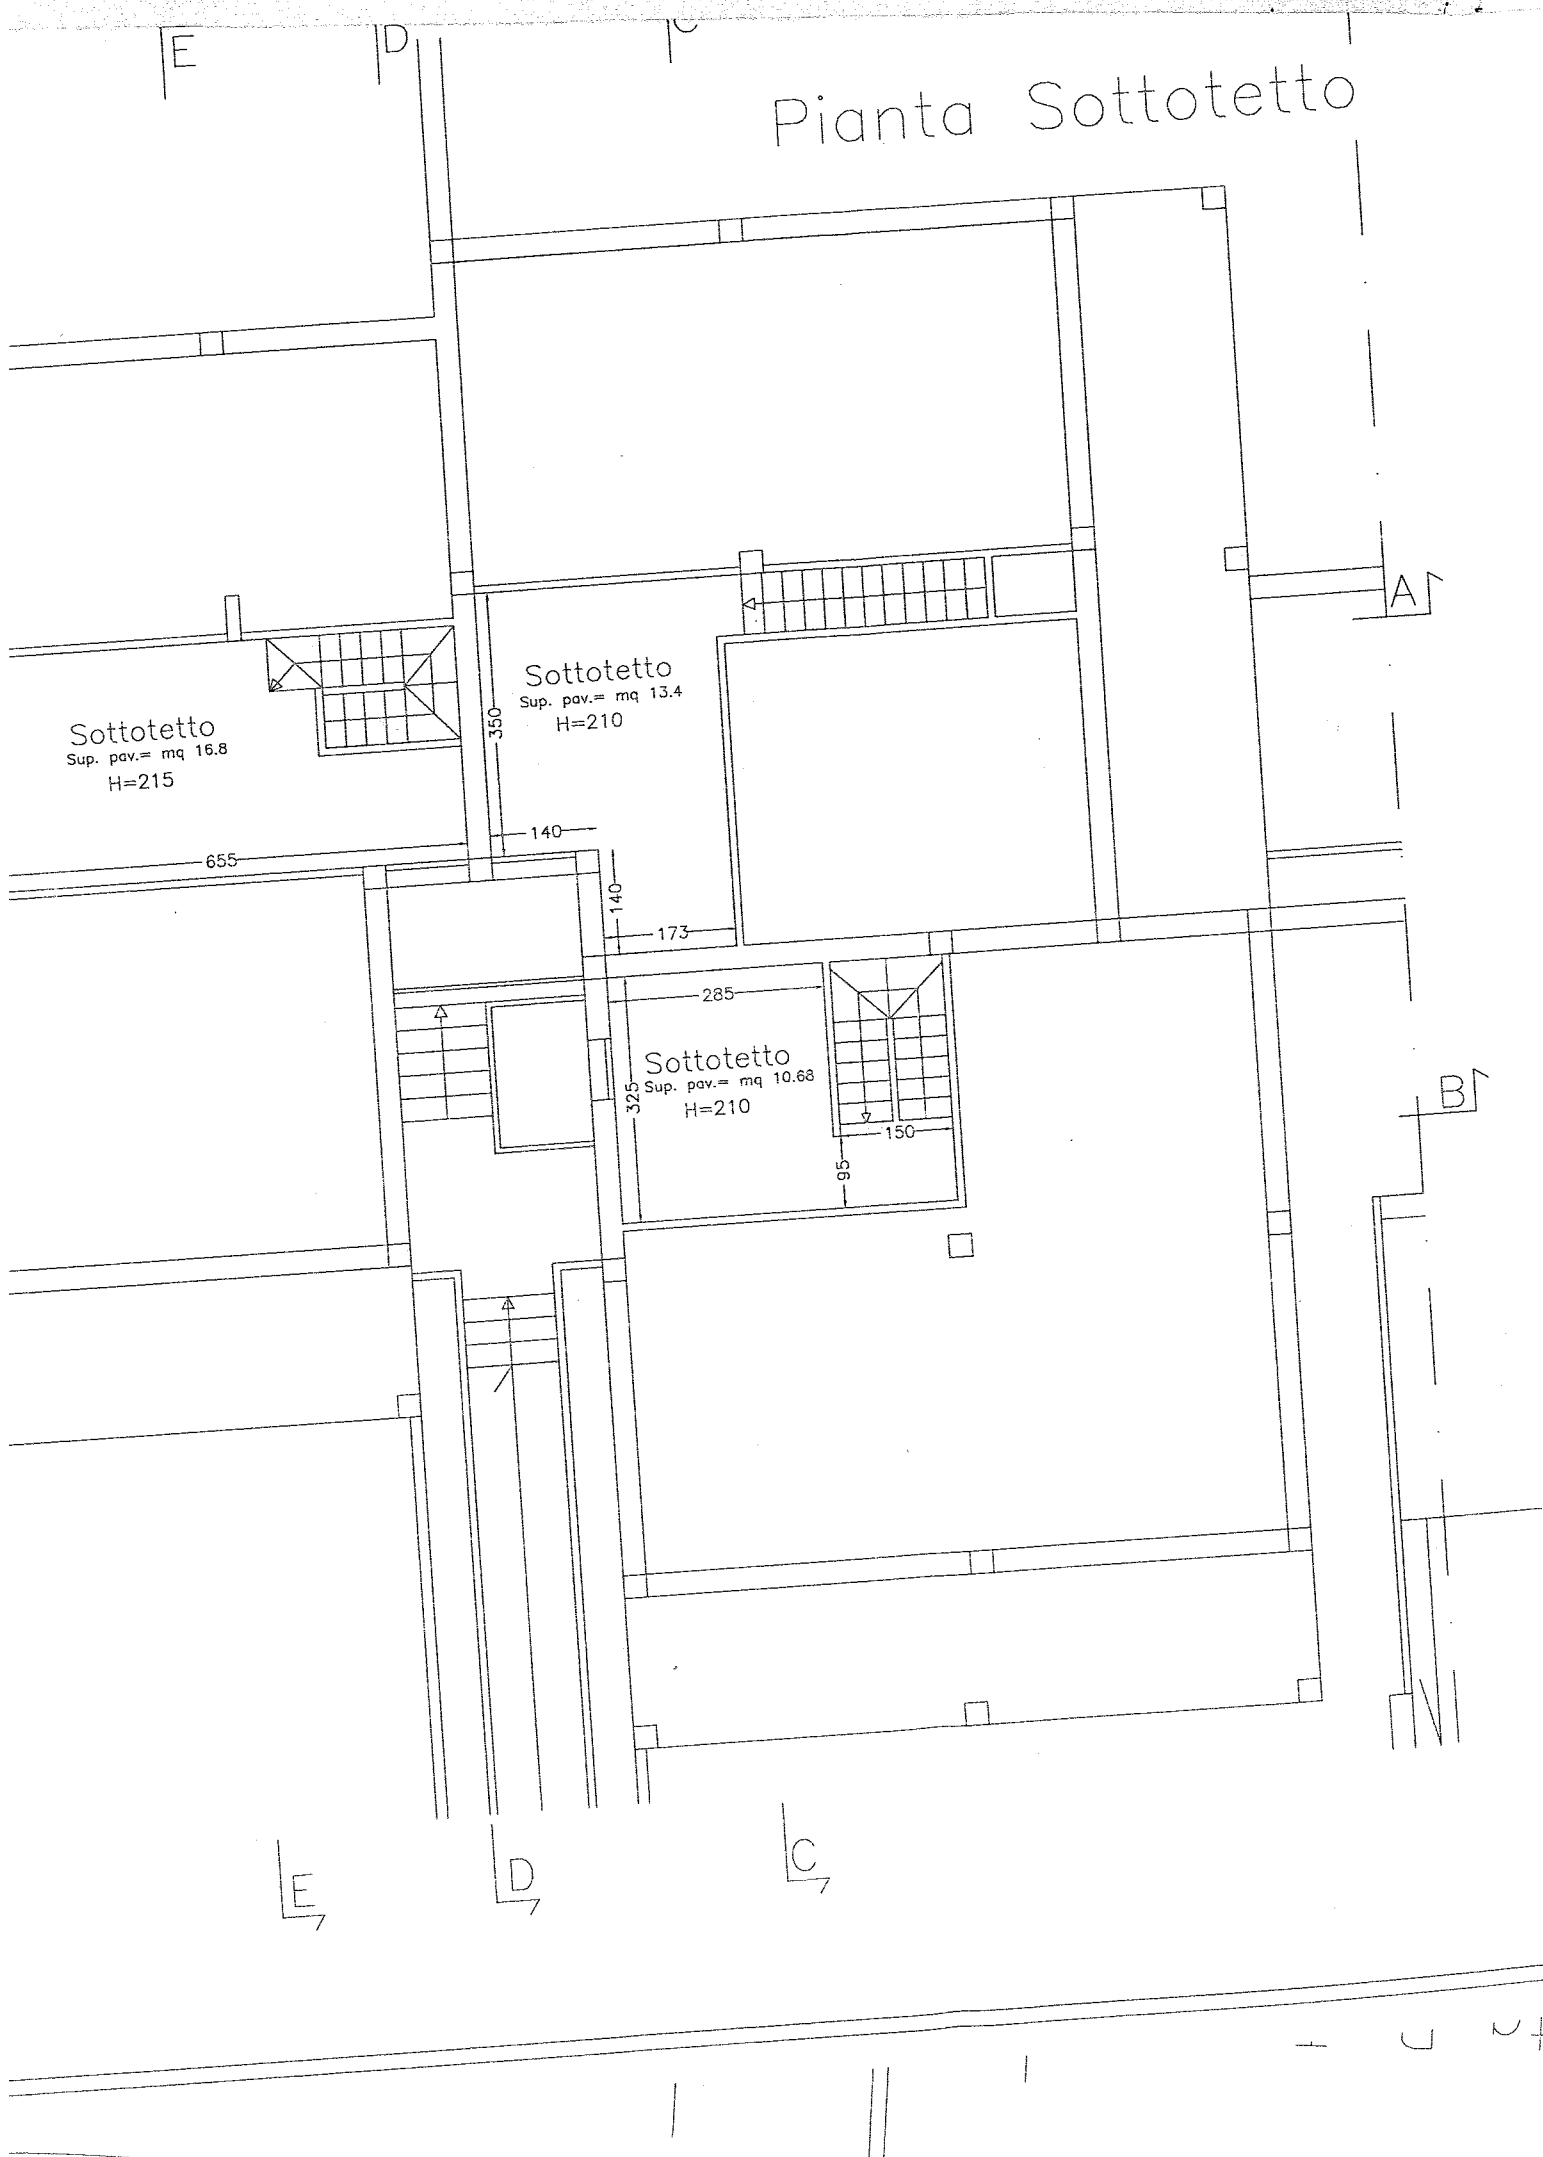 E
D
Pianta Sottotetto
A
Sottotetto
Sup. pav.= mq 13.4
H=210
350
Sottotetto
Sup. pav.= mq 16.8
H=215
140
655
140
173
285
Sottotetto
Sup. pav.= mq 10.68
H=210
325
B
150
95
E
D
C